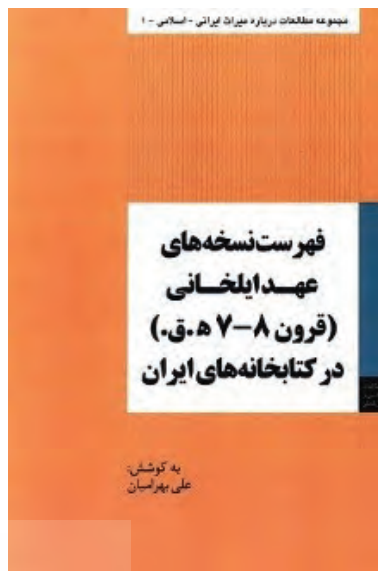 مجموعه مطالعات درباره میراث ایرانی - اسلامی - ۱
فهرست نسخه‌های
عهد ایلخانی
(قرون ۸-۷ ه‍.ق.)
در کتابخانه‌های ایران
به کوشش:
علی بهرامیان